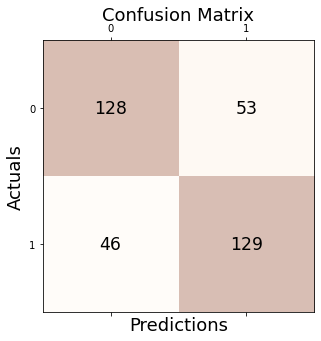 Confusion Matrix
0 1
0 128 53
Actuals
1 46 129
Predictions